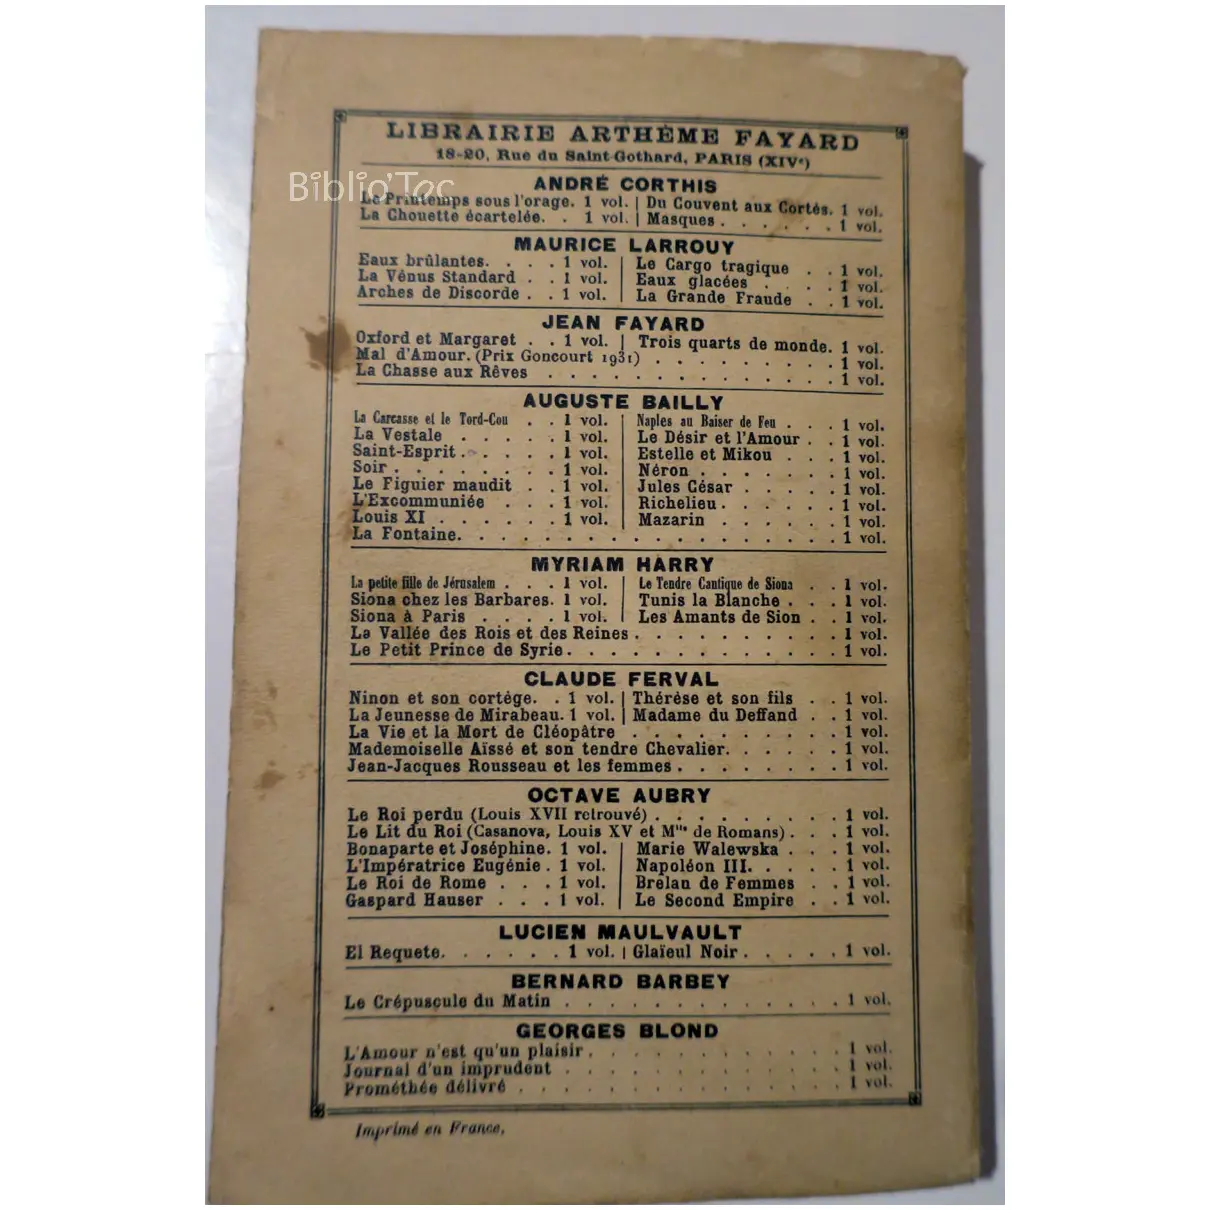 LIBRAIRIE ARTHÈME FAYARD
18-20, Rue du Saint-Gothard, PARIS (XIVe)
Biblio'Toc
ANDRÉ CORTHIS
Le Printemps sous l'orage. 1 vol. | Du Couvent aux Cortés. 1 vol.
La Chouette écartelée. . 1 vol. | Masques . . . . . . 1 vol.
MAURICE LARROUY
Eaux brûlantes. . . . 1 vol. | Le Cargo tragique . . 1 vol.
La Vénus Standard . . 1 vol. | Eaux glacées . . . . 1 vol.
Arches de Discorde . . 1 vol. | La Grande Fraude . . 1 vol.
JEAN FAYARD
Oxford et Margaret . . 1 vol. | Trois quarts de monde. 1 vol.
Mal d'Amour. (Prix Goncourt 1931) . . . . . . . . . 1 vol.
La Chasse aux Rêves . . . . . . . . . . . . . . 1 vol.
AUGUSTE BAILLY
La Carcasse et le Tord-Cou . . 1 vol. | Naples au Baiser de Feu . . . 1 vol.
La Vestale . . . . . 1 vol. | Le Désir et l'Amour . . 1 vol.
Saint-Esprit . . . . . 1 vol. | Estelle et Mikou . . . 1 vol.
Soir . . . . . . . . 1 vol. | Néron . . . . . . . 1 vol.
Le Figuier maudit . . 1 vol. | Jules César . . . . . 1 vol.
L'Excommuniée . . . 1 vol. | Richelieu . . . . . . 1 vol.
Louis XI . . . . . . 1 vol. | Mazarin . . . . . . 1 vol.
La Fontaine. . . . . . . . . . . . . . . . . . 1 vol.
MYRIAM HARRY
La petite fille de Jérusalem . . . 1 vol. | Le Tendre Cantique de Siona . . 1 vol.
Siona chez les Barbares. 1 vol. | Tunis la Blanche . . . 1 vol.
Siona à Paris . . . . 1 vol. | Les Amants de Sion . . 1 vol.
La Vallée des Rois et des Reines . . . . . . . . . . 1 vol.
Le Petit Prince de Syrie. . . . . . . . . . . . . 1 vol.
CLAUDE FERVAL
Ninon et son cortége. . 1 vol. | Thérèse et son fils . . 1 vol.
La Jeunesse de Mirabeau. 1 vol. | Madame du Deffand . . 1 vol.
La Vie et la Mort de Cléopâtre . . . . . . . . . . 1 vol.
Mademoiselle Aïssé et son tendre Chevalier. . . . . . 1 vol.
Jean-Jacques Rousseau et les femmes . . . . . . . . 1 vol.
OCTAVE AUBRY
Le Roi perdu (Louis XVII retrouvé) . . . . . . . . . 1 vol.
Le Lit du Roi (Casanova, Louis XV et Mlle de Romans) . . . 1 vol.
Bonaparte et Joséphine. 1 vol. | Marie Walewska . . . 1 vol.
L'Impératrice Eugénie . 1 vol. | Napoléon III. . . . . 1 vol.
Le Roi de Rome . . . 1 vol. | Brelan de Femmes . . 1 vol.
Gaspard Hauser . . . 1 vol. | Le Second Empire . . 1 vol.
LUCIEN MAULVAULT
El Requete. . . . . . 1 vol. | Glaïeul Noir . . . . . 1 vol.
BERNARD BARBEY
Le Crépuscule du Matin . . . . . . . . . . . . . 1 vol.
GEORGES BLOND
L'Amour n'est qu'un plaisir . . . . . . . . . . . . 1 vol.
Journal d'un imprudent . . . . . . . . . . . . . 1 vol.
Prométhée délivré . . . . . . . . . . . . . . . 1 vol.
Imprimé en France.